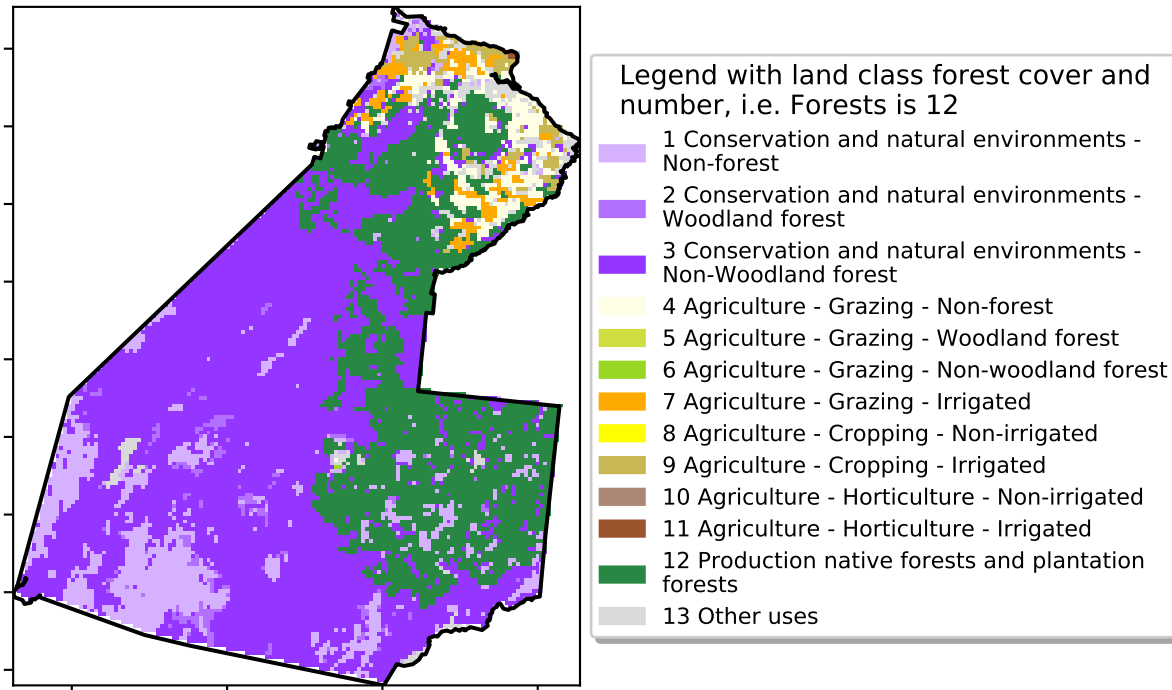 Legend with land class forest cover and
number, i.e. Forests is 12
1 Conservation and natural environments -
Non-forest
2 Conservation and natural environments -
Woodland forest
3 Conservation and natural environments -
Non-Woodland forest
4 Agriculture - Grazing - Non-forest
5 Agriculture - Grazing - Woodland forest
6 Agriculture - Grazing - Non-woodland forest
7 Agriculture - Grazing - Irrigated
8 Agriculture - Cropping - Non-irrigated
9 Agriculture - Cropping - Irrigated
10 Agriculture - Horticulture - Non-irrigated
11 Agriculture - Horticulture - Irrigated
12 Production native forests and plantation
forests
13 Other uses